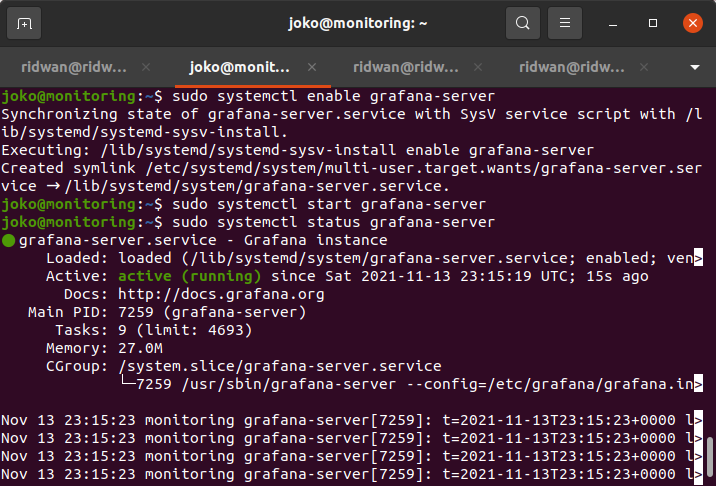 joko@monitoring: ~
ridwan@ridw...
joko@monit...
ridwan@ridw...
ridwan@ridw...
joko@monitoring:~$ sudo systemctl enable grafana-server
Synchronizing state of grafana-server.service with SysV service script with /l
ib/systemd/systemd-sysv-install.
Executing: /lib/systemd/systemd-sysv-install enable grafana-server
Created symlink /etc/systemd/system/multi-user.target.wants/grafana-server.ser
vice → /lib/systemd/system/grafana-server.service.
joko@monitoring:~$ sudo systemctl start grafana-server
joko@monitoring:~$ sudo systemctl status grafana-server
● grafana-server.service - Grafana instance
Loaded: loaded (/lib/systemd/system/grafana-server.service; enabled; ven>
Active: active (running) since Sat 2021-11-13 23:15:19 UTC; 15s ago
Docs: http://docs.grafana.org
Main PID: 7259 (grafana-server)
Tasks: 9 (limit: 4693)
Memory: 27.0M
CGroup: /system.slice/grafana-server.service
└─7259 /usr/sbin/grafana-server --config=/etc/grafana/grafana.in>
Nov 13 23:15:23 monitoring grafana-server[7259]: t=2021-11-13T23:15:23+0000 l>
Nov 13 23:15:23 monitoring grafana-server[7259]: t=2021-11-13T23:15:23+0000 l>
Nov 13 23:15:23 monitoring grafana-server[7259]: t=2021-11-13T23:15:23+0000 l>
Nov 13 23:15:23 monitoring grafana-server[7259]: t=2021-11-13T23:15:23+0000 l>